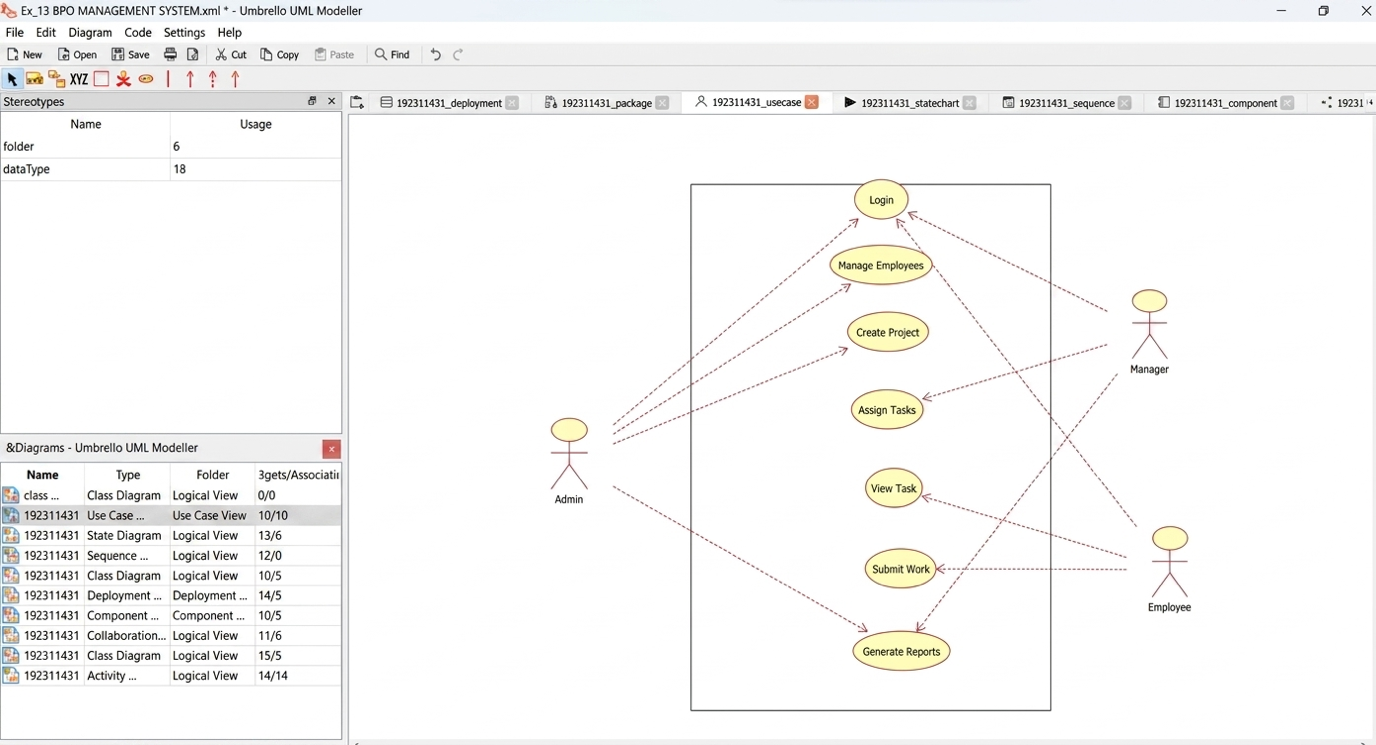 Ex_13 BPO MANAGEMENT SYSTEM.xml * - Umbrello UML Modeller
File Edit Diagram Code Settings Help
New Open Save Cut Copy Paste Find
XYZ
Stereotypes
Name Usage
folder 6
dataType 18
192311431_deployment 192311431_package 192311431_usecase 192311431_statechart 192311431_sequence 192311431_component 19231
&Diagrams - Umbrello UML Modeller
Name Type Folder 3gets/Associatir
class ... Class Diagram Logical View 0/0
192311431 Use Case ... Use Case View 10/10
192311431 State Diagram Logical View 13/6
192311431 Sequence ... Logical View 12/0
192311431 Class Diagram Logical View 10/5
192311431 Deployment ... Deployment ... 14/5
192311431 Component ... Component ... 10/5
192311431 Collaboration... Logical View 11/6
192311431 Class Diagram Logical View 15/5
192311431 Activity ... Logical View 14/14
Login
Manage Employees
Create Project
Assign Tasks
View Task
Submit Work
Generate Reports
Admin
Manager
Employee